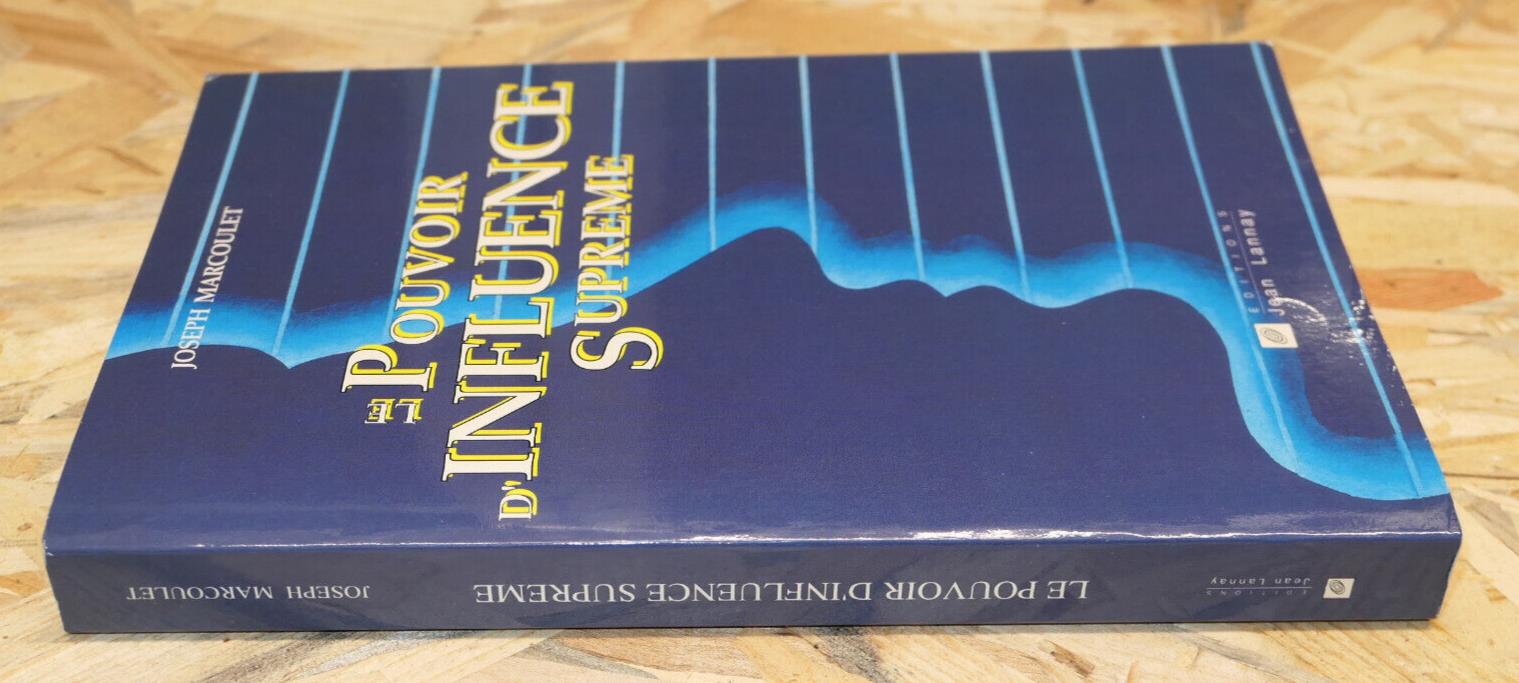 JOSEPH MARCOULET
LE POUVOIR
D'INFLUENCE
SUPREME
EDITIONS
Jean Lannay
JOSEPH MARCOULET
LE POUVOIR D'INFLUENCE SUPREME
EDITIONS
Jean Lannay